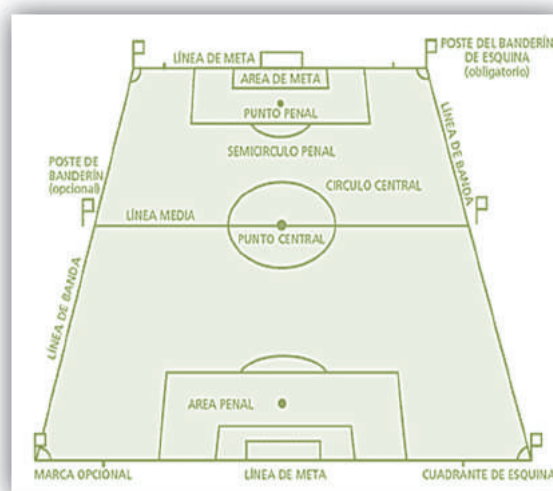 LÍNEA DE META
POSTE DEL BANDERÍN
DE ESQUINA
(obligatorio)
AREA DE META
PUNTO PENAL
SEMICIRCULO PENAL
LÍNEA DE BANDA
POSTE DE
BANDERÍN
(opcional)
CIRCULO CENTRAL
LÍNEA MEDIA
PUNTO CENTRAL
LÍNEA DE BANDA
AREA PENAL
MARCA OPCIONAL
LÍNEA DE META
CUADRANTE DE ESQUINA